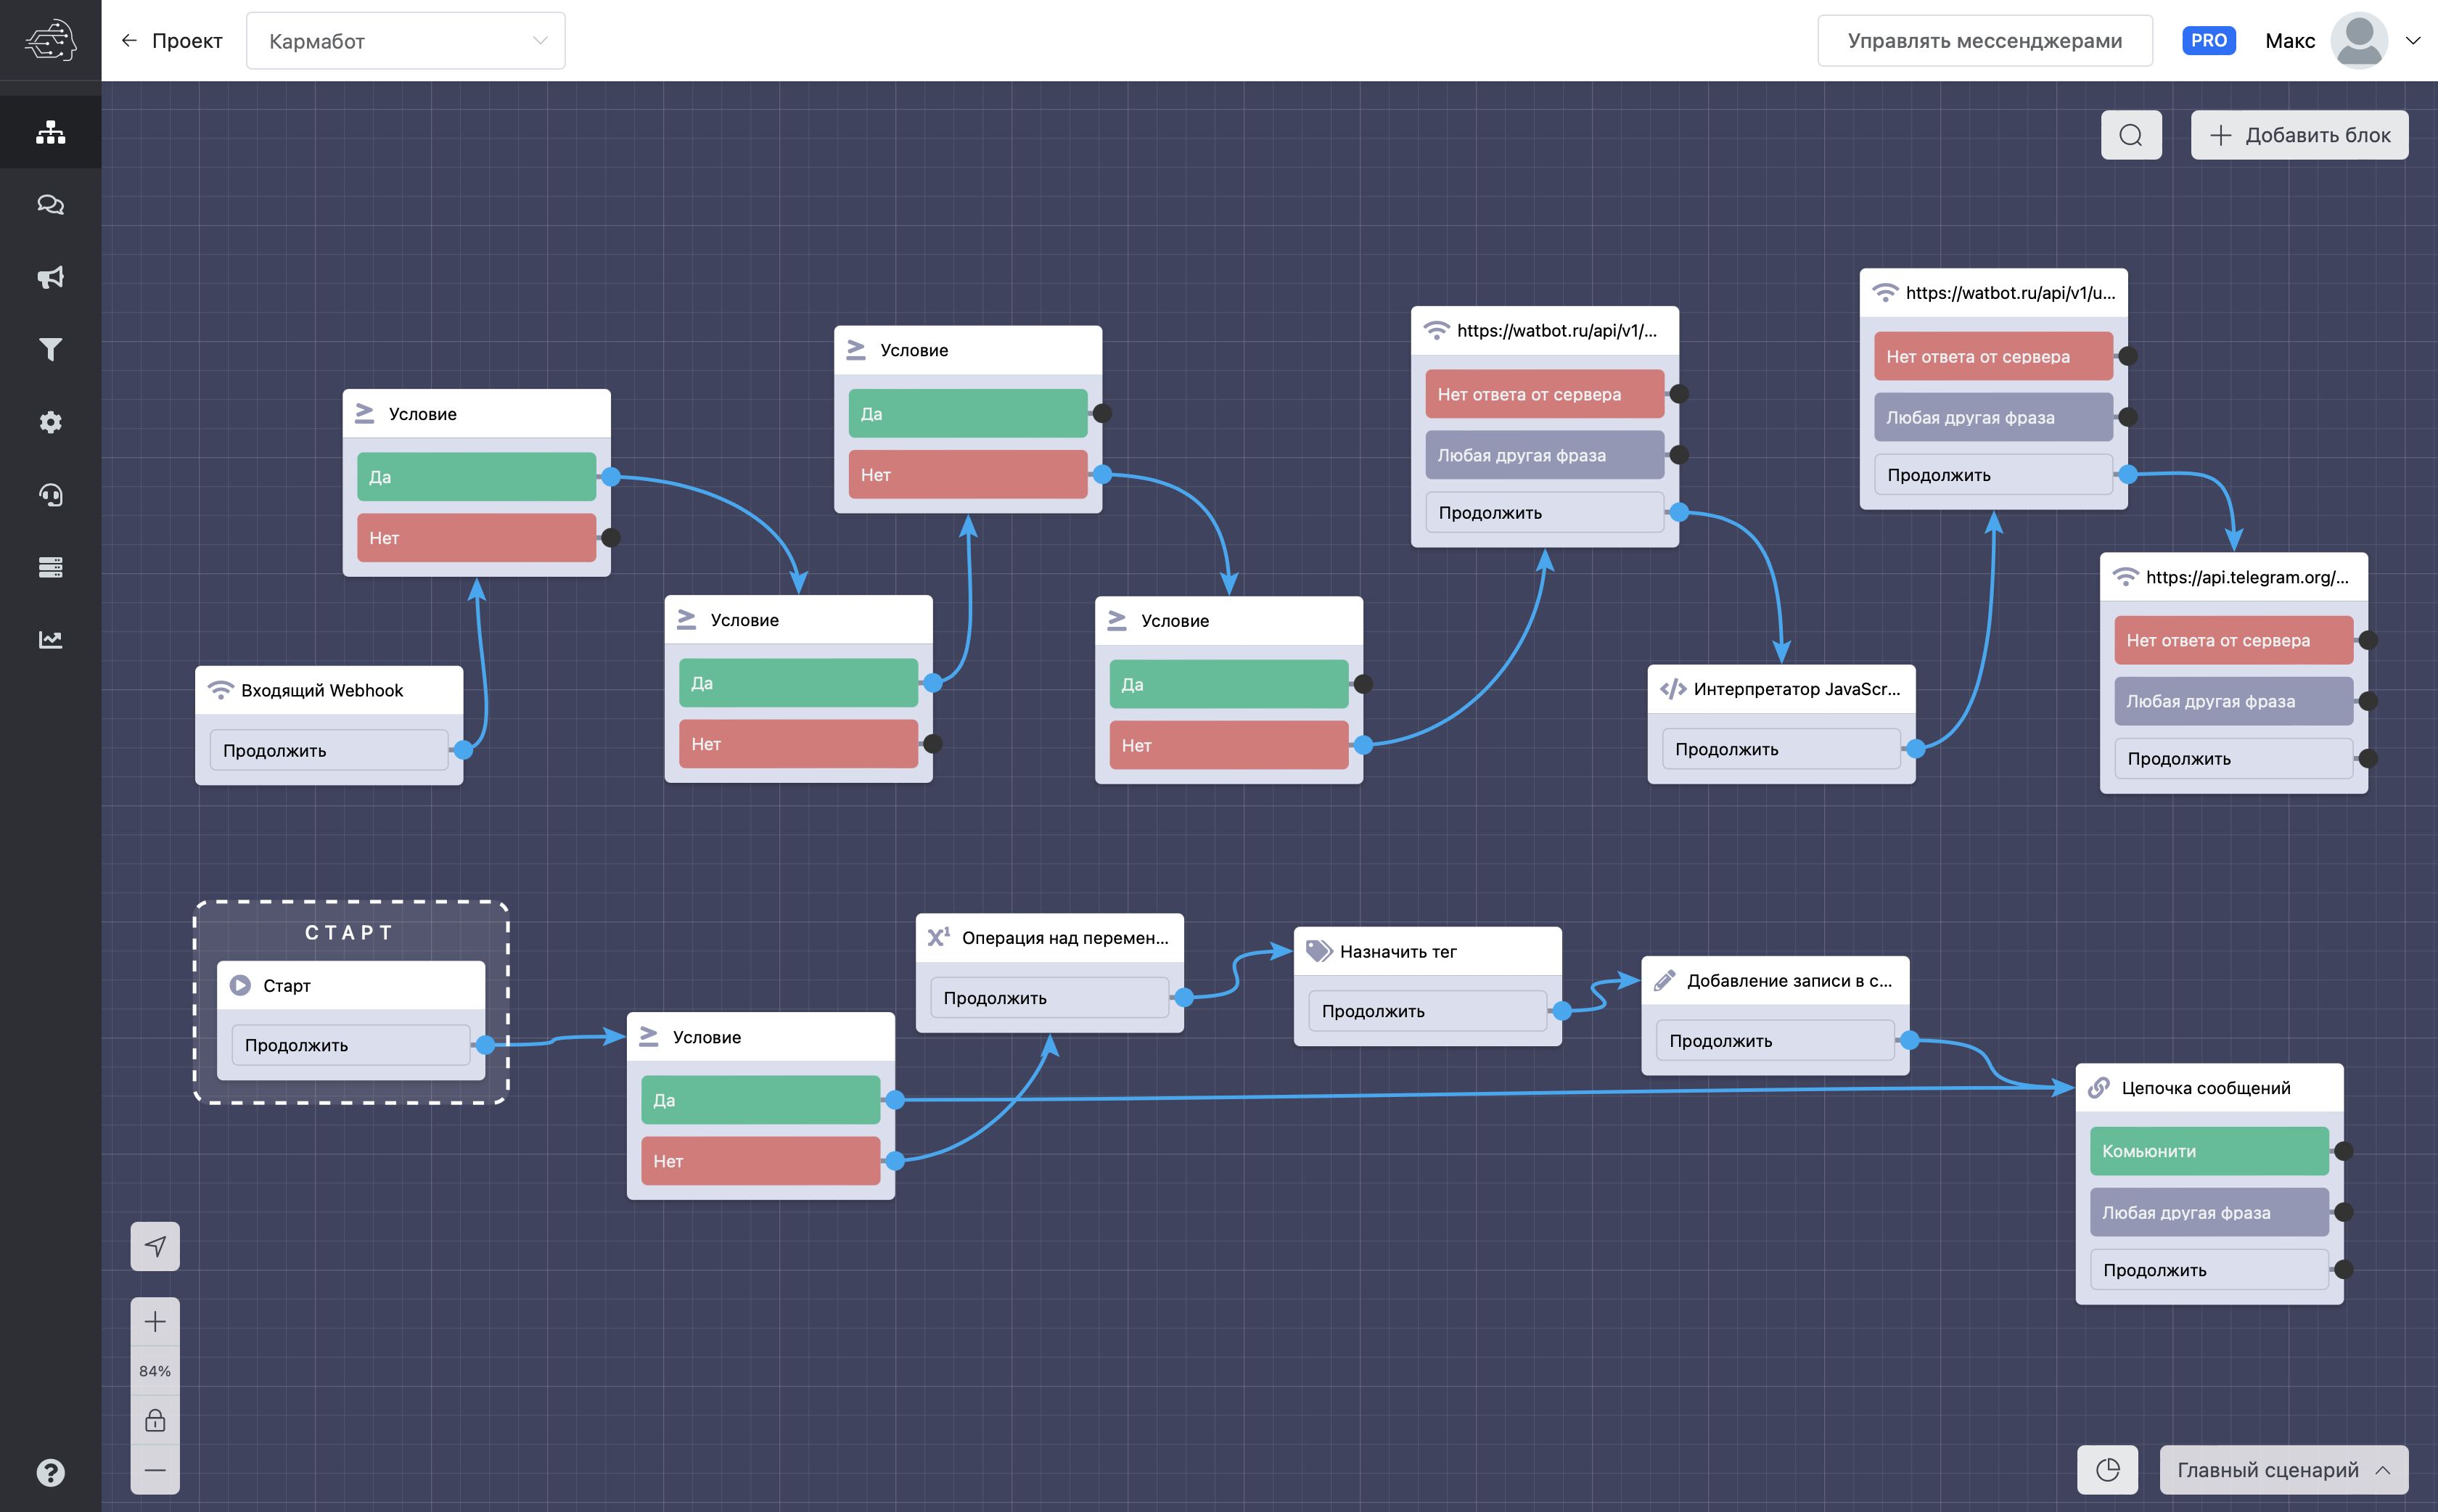 Проект
Кармабот
Управлять мессенджерами
PRO
Макс
Добавить блок
https://watbot.ru/api/v1/u...
Нет ответа от сервера
Любая другая фраза
Продолжить
https://watbot.ru/api/v1/...
Нет ответа от сервера
Любая другая фраза
Продолжить
Условие
Да
Нет
Условие
Да
Нет
https://api.telegram.org/...
Нет ответа от сервера
Любая другая фраза
Продолжить
Условие
Да
Нет
Условие
Да
Нет
Входящий Webhook
Продолжить
Интерпретатор JavaScr...
Продолжить
СТАРТ
Старт
Продолжить
Операция над перемен...
Продолжить
Назначить тег
Продолжить
Добавление записи в с...
Продолжить
Условие
Да
Нет
Цепочка сообщений
Комьюнити
Любая другая фраза
Продолжить
84%
Главный сценарий